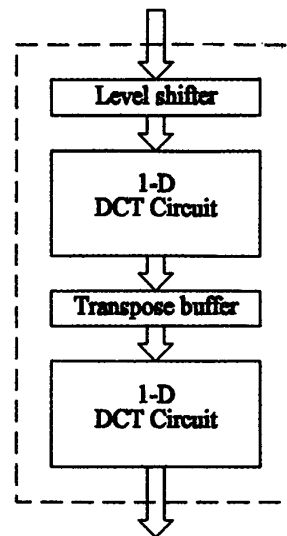 Level shifter
1-D
DCT Circuit
Transpose buffer
1-D
DCT Circuit